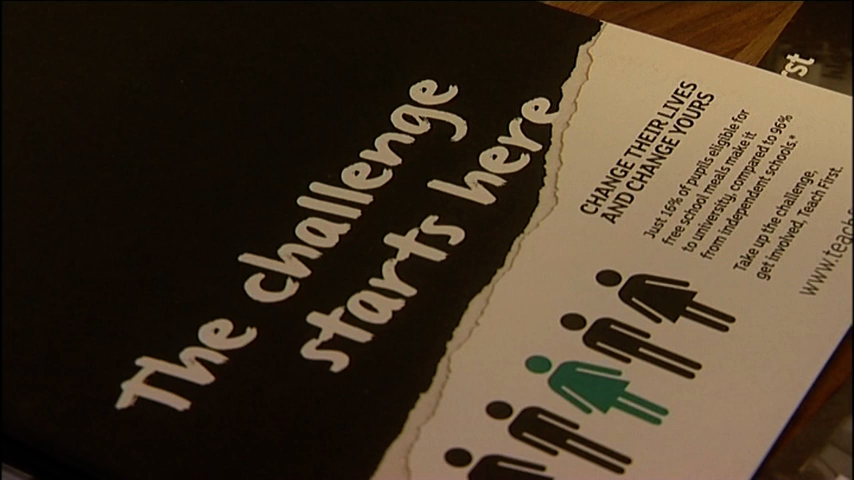 The challenge
starts here
CHANGE THEIR LIVES
AND CHANGE YOURS
Just 16% of pupils eligible for
free school meals make it
to university, compared to 96%
from independent schools.*
Take up the challenge,
get involved, Teach First.
www.teach
rst